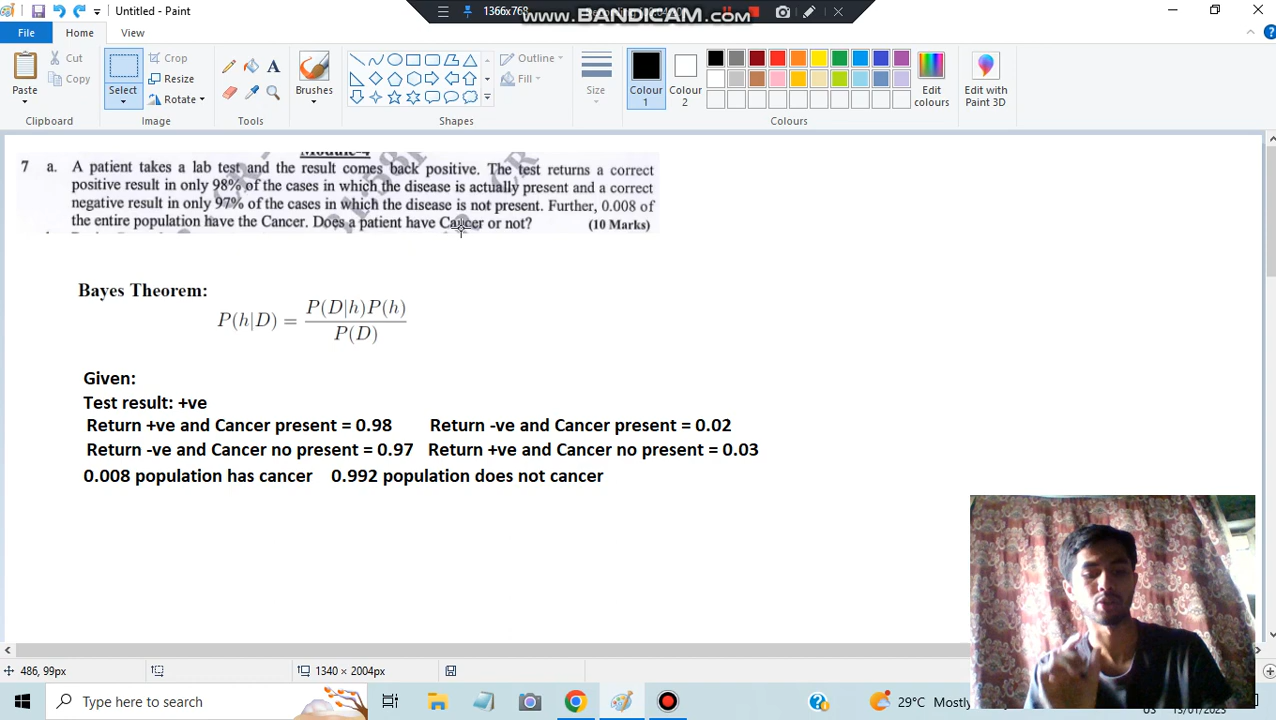 Untitled - Paint
1366x768
www.BANDICAM.com
File
Home
View
Cut
Copy
Paste
Clipboard
Crop
Resize
Rotate
Select
Image
A
Tools
Brushes
Outline
Fill
Shapes
Size
Colour
1
Colour
2
Edit
colours
Edit with
Paint 3D
Colours
Module-4
7 a. A patient takes a lab test and the result comes back positive. The test returns a correct
positive result in only 98% of the cases in which the disease is actually present and a correct
negative result in only 97% of the cases in which the disease is not present. Further, 0.008 of
the entire population have the Cancer. Does a patient have Cancer or not? (10 Marks)
Bayes Theorem:
P(h|D) = P(D|h)P(h)
P(D)
Given:
Test result: +ve
Return +ve and Cancer present = 0.98 Return -ve and Cancer present = 0.02
Return -ve and Cancer no present = 0.97 Return +ve and Cancer no present = 0.03
0.008 population has cancer 0.992 population does not cancer
486, 99px
1340 × 2004px
Type here to search
29°C
13/01/2023